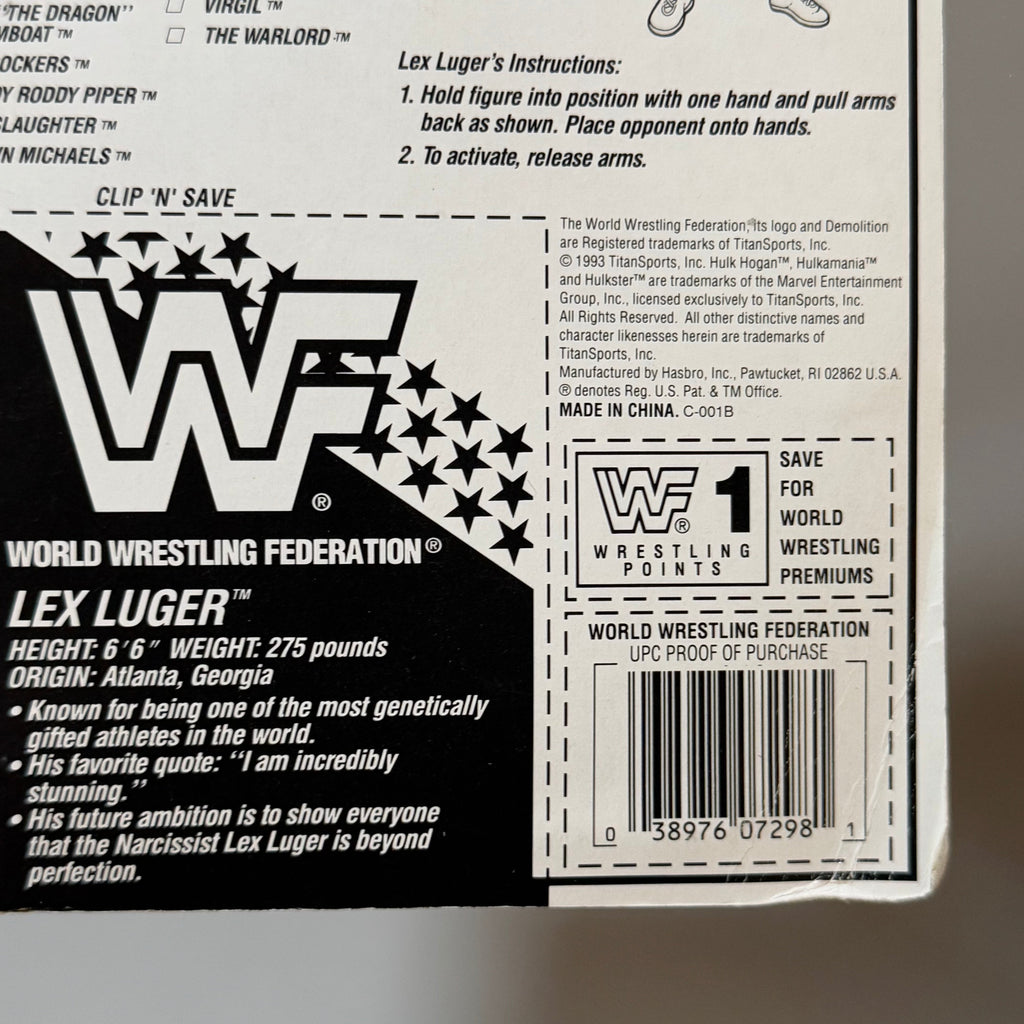 "THE DRAGON"
MBOAT™
OCKERS™
Y RODDY PIPER™
SLAUGHTER™
N MICHAELS™
VIRGIL™
THE WARLORD™
Lex Luger's Instructions:
1. Hold figure into position with one hand and pull arms
back as shown. Place opponent onto hands.
2. To activate, release arms.
CLIP 'N' SAVE
WF®
WORLD WRESTLING FEDERATION®
LEX LUGER™
HEIGHT: 6'6" WEIGHT: 275 pounds
ORIGIN: Atlanta, Georgia
• Known for being one of the most genetically
gifted athletes in the world.
• His favorite quote: "I am incredibly
stunning."
• His future ambition is to show everyone
that the Narcissist Lex Luger is beyond
perfection.
The World Wrestling Federation, its logo and Demolition
are Registered trademarks of TitanSports, Inc.
© 1993 TitanSports, Inc. Hulk Hogan™, Hulkamania™
and Hulkster™ are trademarks of the Marvel Entertainment
Group, Inc., licensed exclusively to TitanSports, Inc.
All Rights Reserved. All other distinctive names and
character likenesses herein are trademarks of
TitanSports, Inc.
Manufactured by Hasbro, Inc., Pawtucket, RI 02862 U.S.A.
® denotes Reg. U.S. Pat. & TM Office.
MADE IN CHINA. C-001B
WF® 1
WRESTLING
POINTS
SAVE
FOR
WORLD
WRESTLING
PREMIUMS
WORLD WRESTLING FEDERATION
UPC PROOF OF PURCHASE
0 38976 07298 1